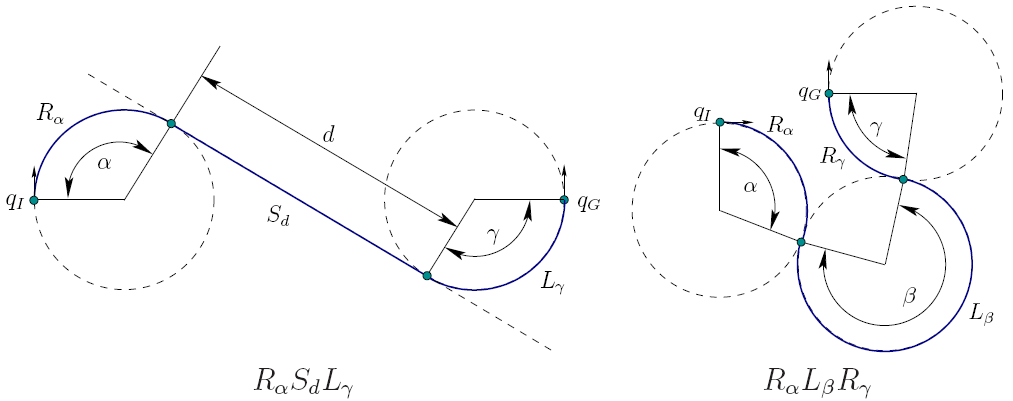 R_α
α
q_I
d
S_d
γ
q_G
L_γ
R_αS_dL_γ
q_I
R_α
α
q_G
γ
R_γ
β
L_β
R_αL_βR_γ